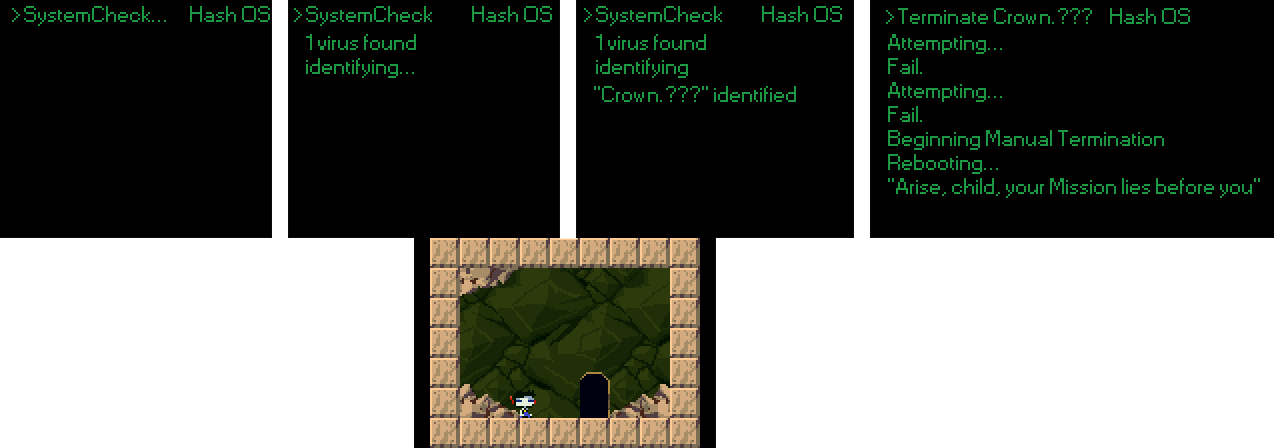 >SystemCheck... Hash OS
>SystemCheck Hash OS
1 virus found
identifying...
>SystemCheck Hash OS
1 virus found
identifying
"Crown.???" identified
>Terminate Crown.??? Hash OS
Attempting...
Fail.
Attempting...
Fail.
Beginning Manual Termination
Rebooting...
"Arise, child, your Mission lies before you"